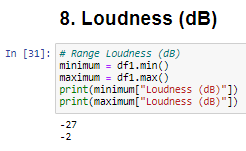 8. Loudness (dB)
In [31]: # Range Loudness (dB)
minimum = df1.min()
maximum = df1.max()
print(minimum["Loudness (dB)"])
print(maximum["Loudness (dB)"])
-27
-2